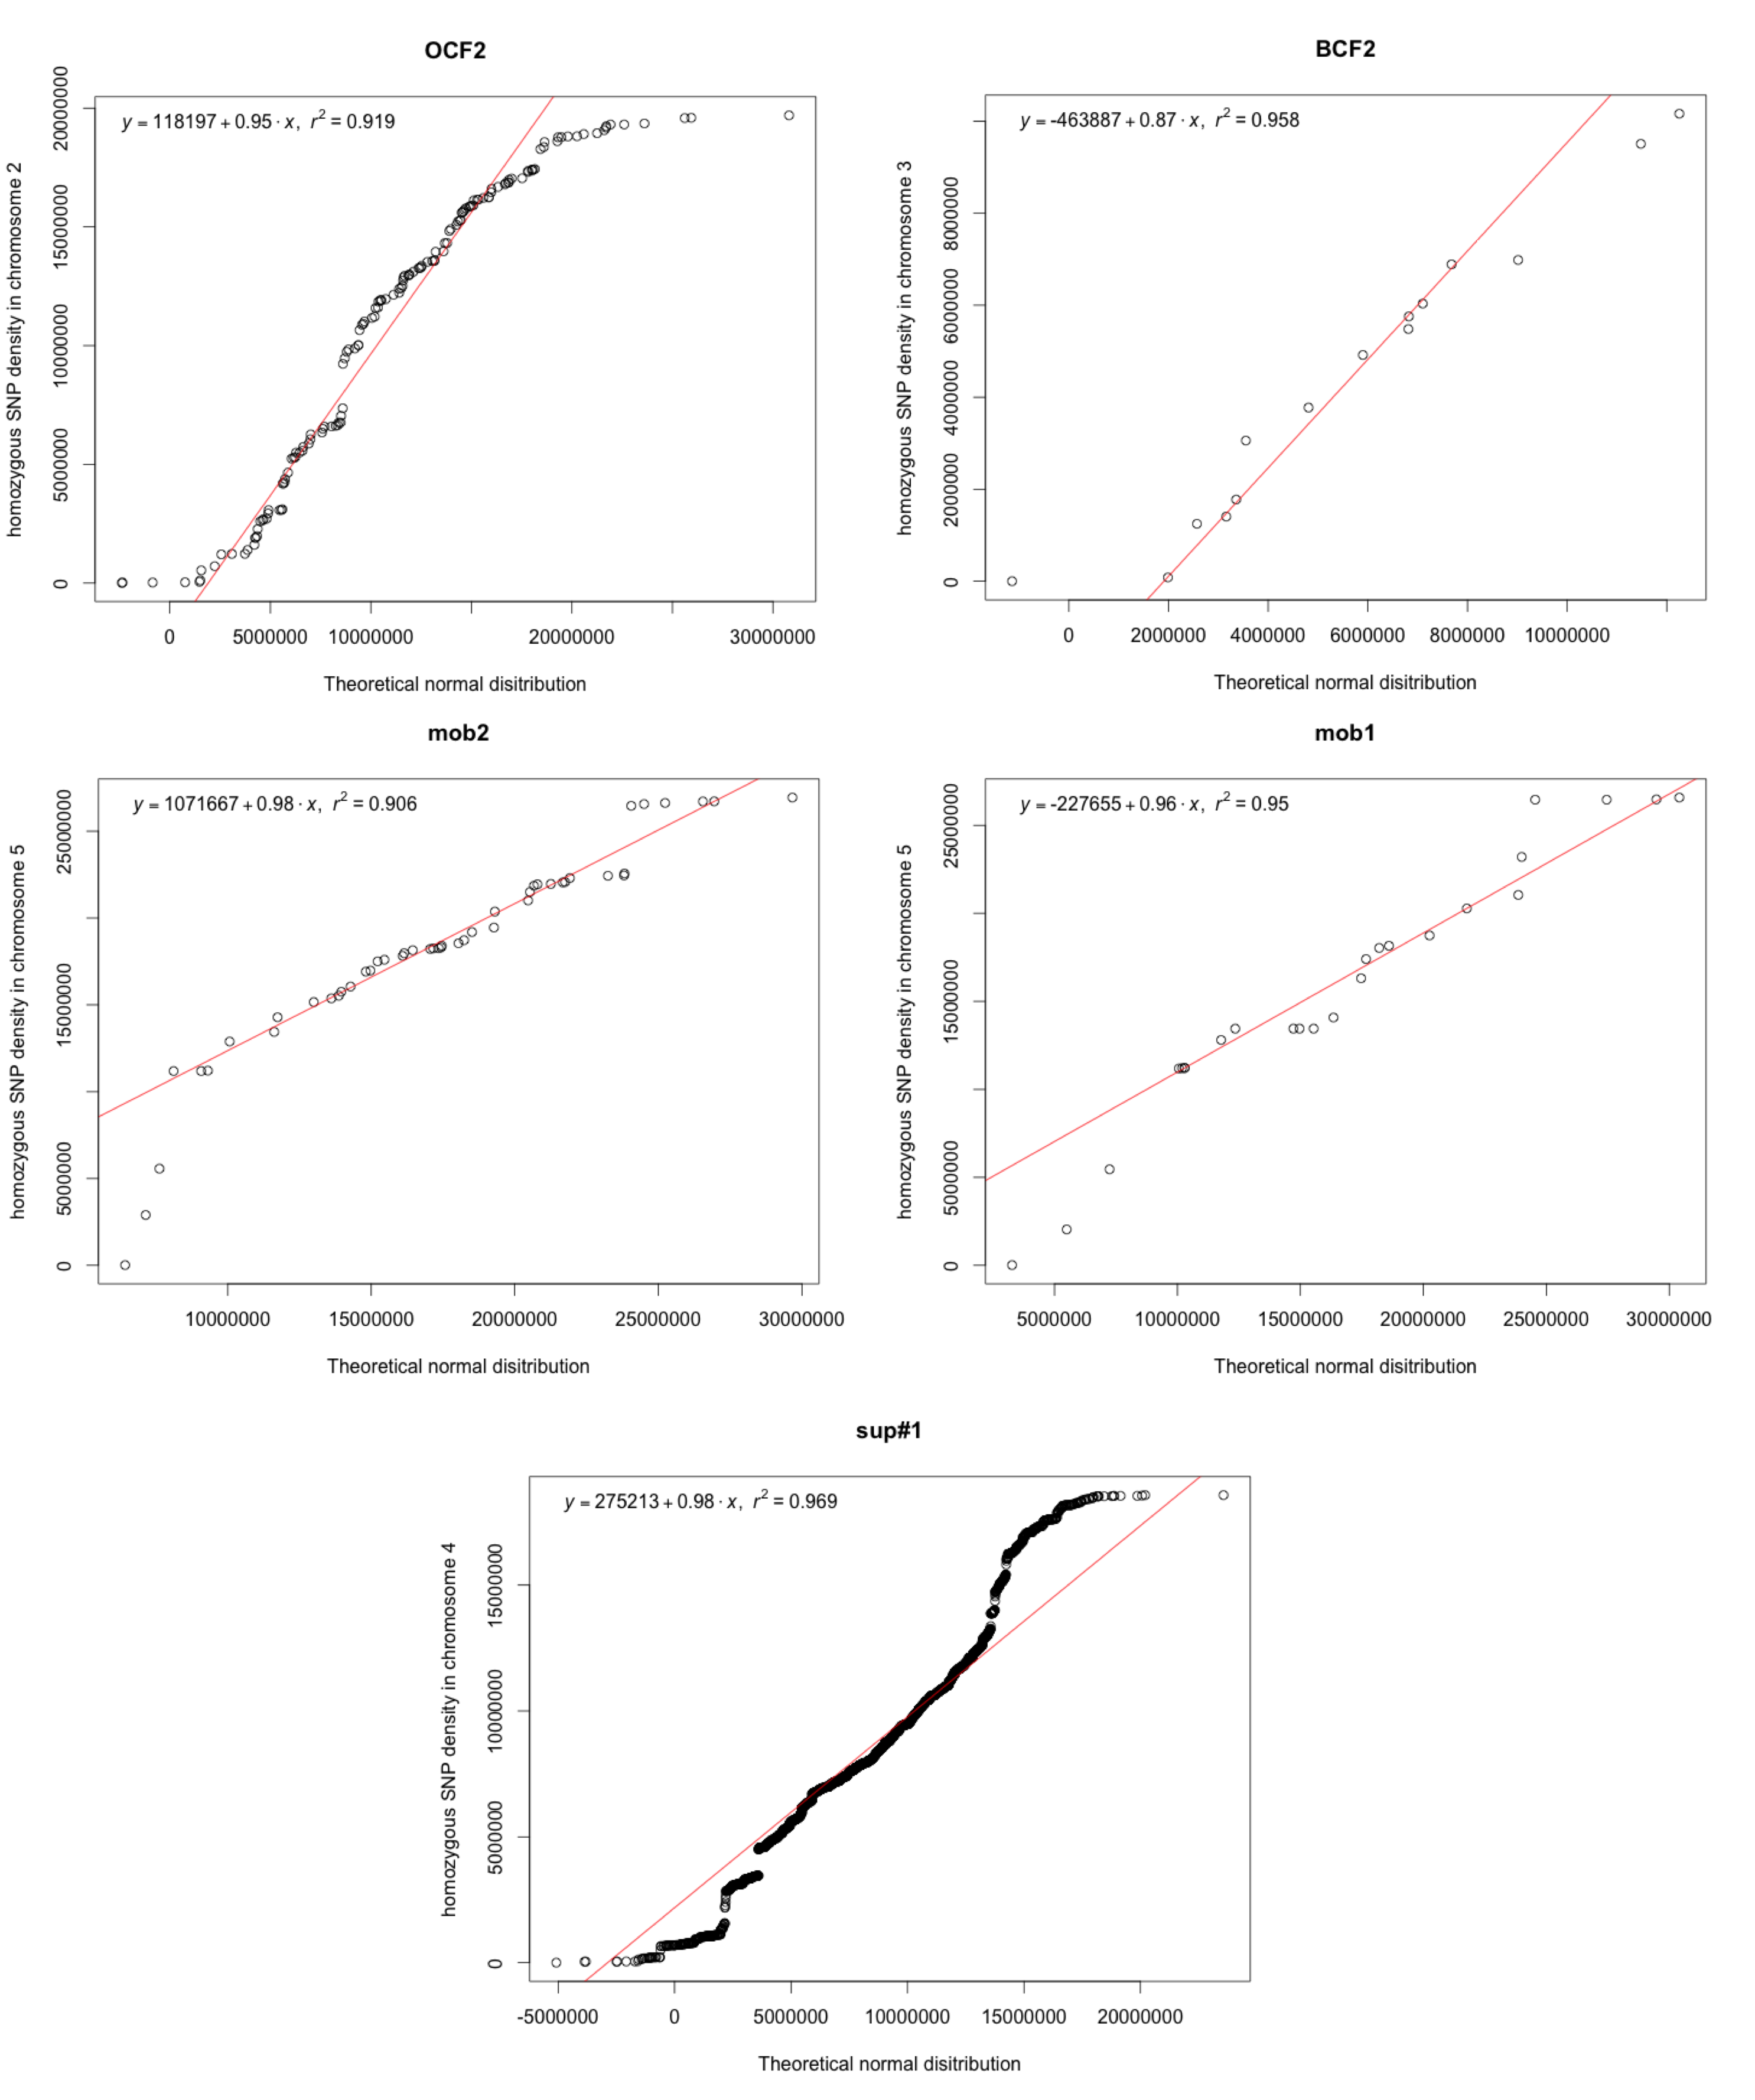 OCF2
y = 118197 + 0.95 · x, r² = 0.919
homozygous SNP density in chromosome 2
0 5000000 10000000 15000000 20000000
0 5000000 10000000 20000000 30000000
Theoretical normal disitribution
BCF2
y = -463887 + 0.87 · x, r² = 0.958
homozygous SNP density in chromosome 3
0 2000000 4000000 6000000 8000000
0 2000000 4000000 6000000 8000000 10000000
Theoretical normal disitribution
mob2
y = 1071667 + 0.98 · x, r² = 0.906
homozygous SNP density in chromosome 5
0 5000000 15000000 25000000
10000000 15000000 20000000 25000000 30000000
Theoretical normal disitribution
mob1
y = -227655 + 0.96 · x, r² = 0.95
homozygous SNP density in chromosome 5
0 5000000 15000000 25000000
5000000 10000000 15000000 20000000 25000000 30000000
Theoretical normal disitribution
sup#1
y = 275213 + 0.98 · x, r² = 0.969
homozygous SNP density in chromosome 4
0 5000000 10000000 15000000
-5000000 0 5000000 10000000 15000000 20000000
Theoretical normal disitribution